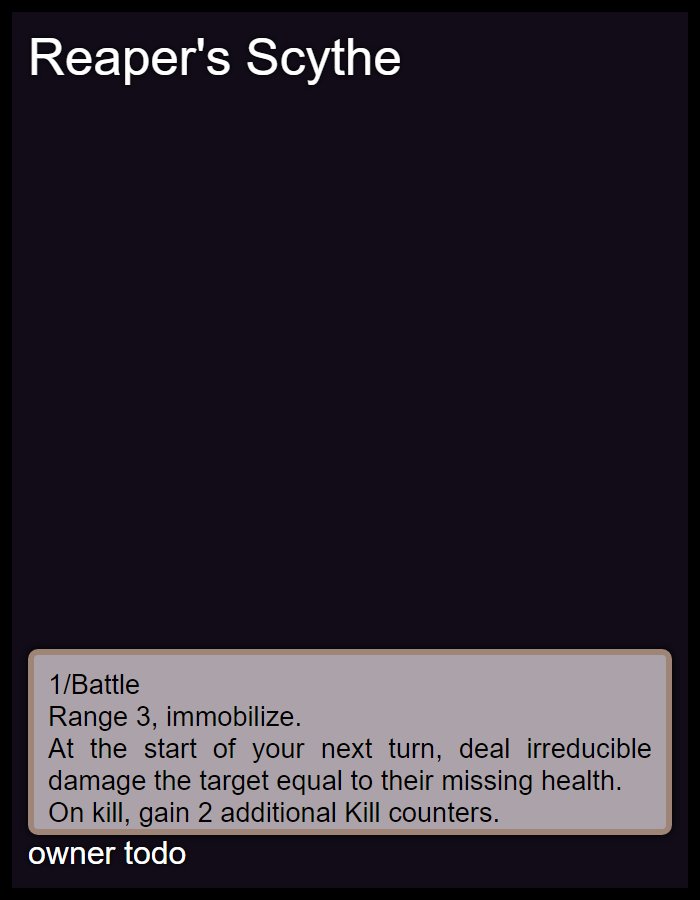 Reaper's Scythe
1/Battle
Range 3, immobilize.
At the start of your next turn, deal irreducible
damage the target equal to their missing health.
On kill, gain 2 additional Kill counters.
owner todo